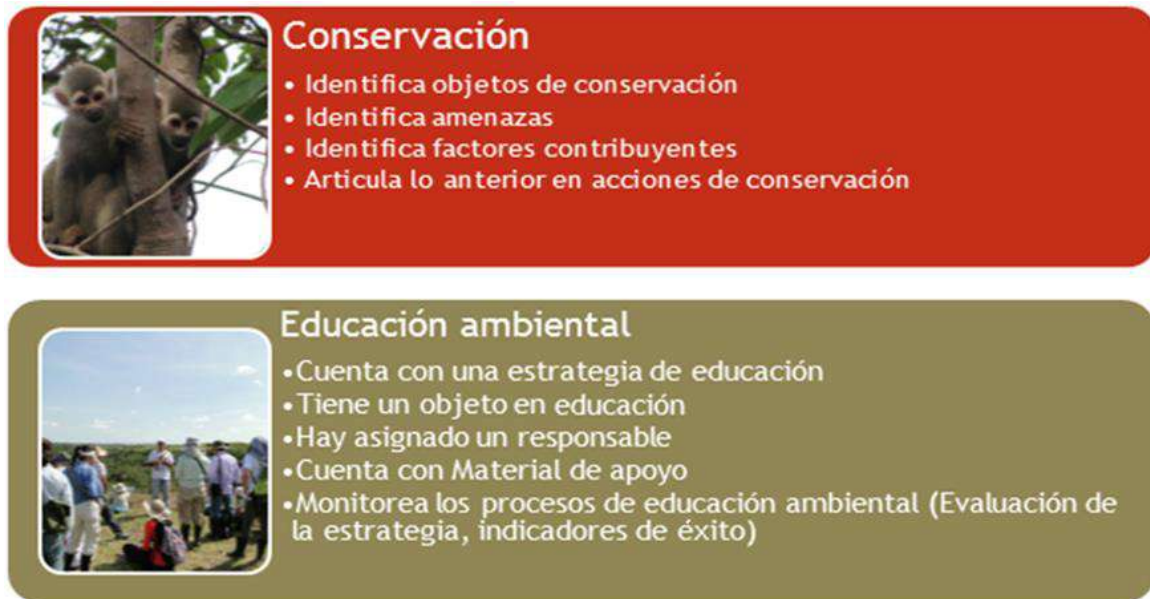 Conservación
• Identifica objetos de conservación
• Identifica amenazas
• Identifica factores contribuyentes
• Articula lo anterior en acciones de conservación
Educación ambiental
•Cuenta con una estrategia de educación
•Tiene un objeto en educación
•Hay asignado un responsable
•Cuenta con Material de apoyo
•Monitorea los procesos de educación ambiental (Evaluación de
la estrategia, indicadores de éxito)